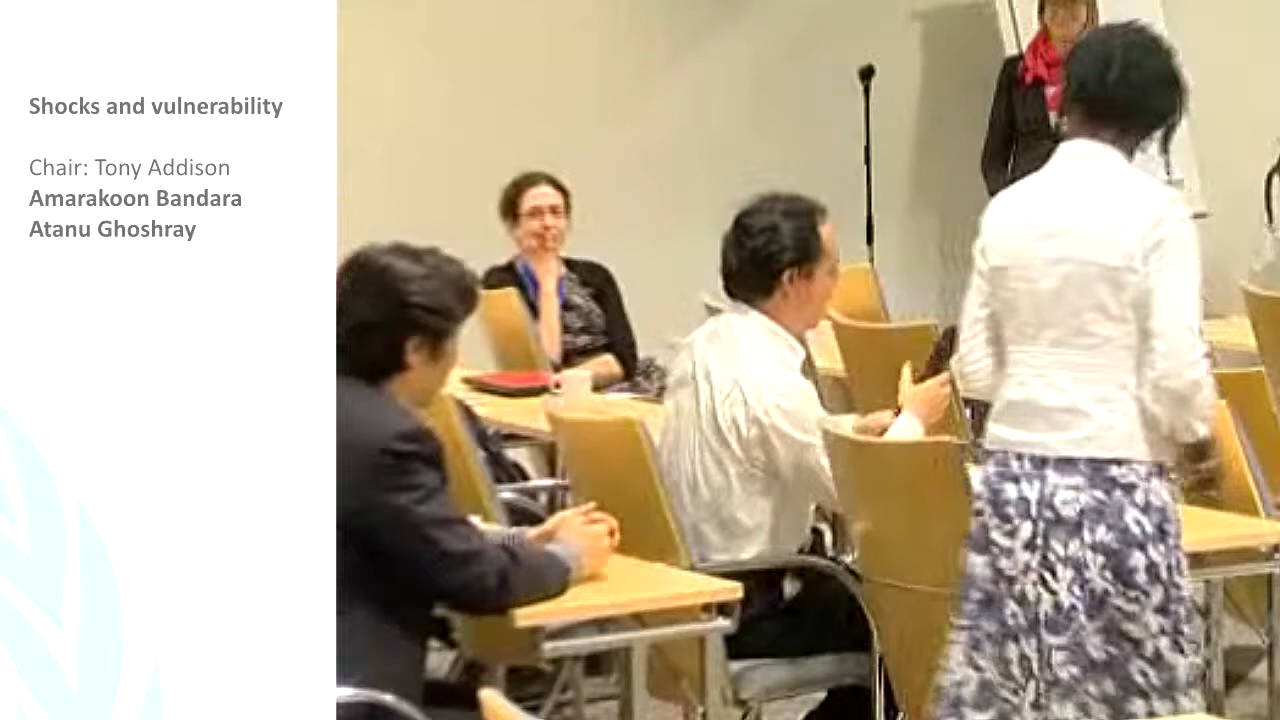 Shocks and vulnerability
Chair: Tony Addison
Amarakoon Bandara
Atanu Ghoshray